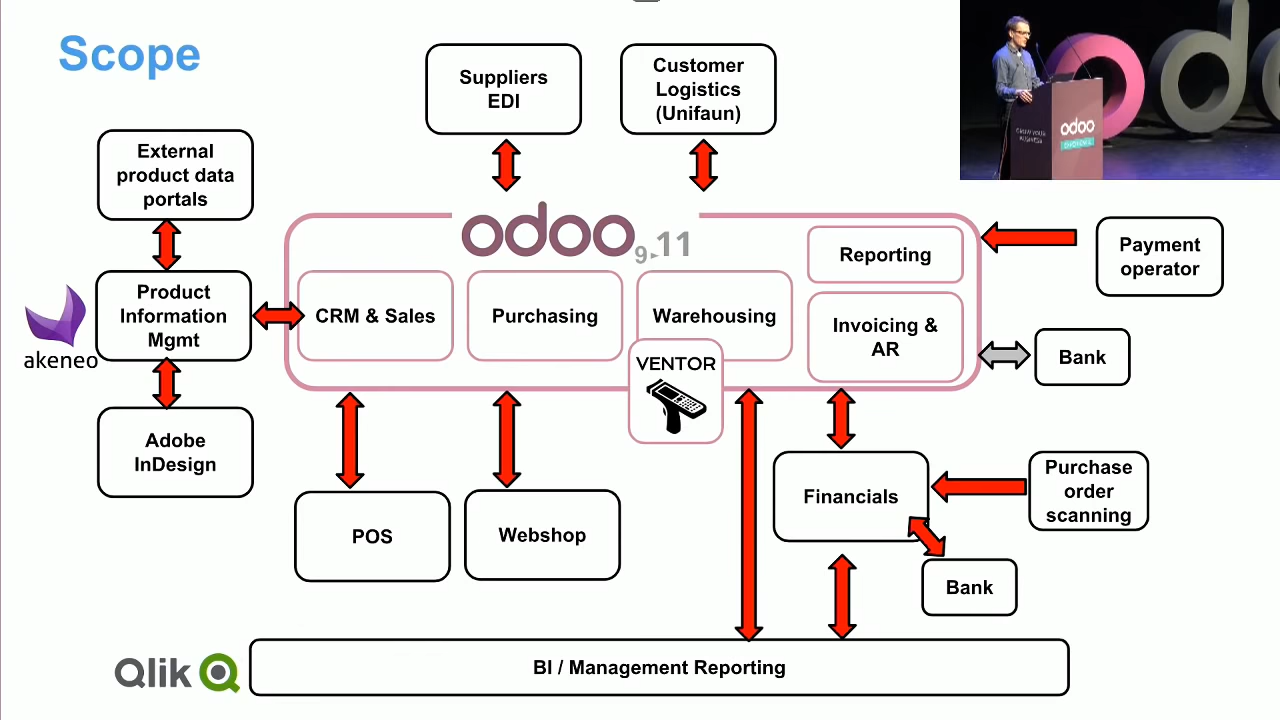 Scope
Suppliers
EDI
Customer
Logistics
(Unifaun)
External
product data
portals
odoo
9▸11
Reporting
Payment
operator
Product
Information
Mgmt
akeneo
CRM & Sales
Purchasing
Warehousing
Invoicing &
AR
VENTOR
Bank
Adobe
InDesign
POS
Webshop
Financials
Purchase
order
scanning
Bank
Qlik
BI / Management Reporting
odoo
odo